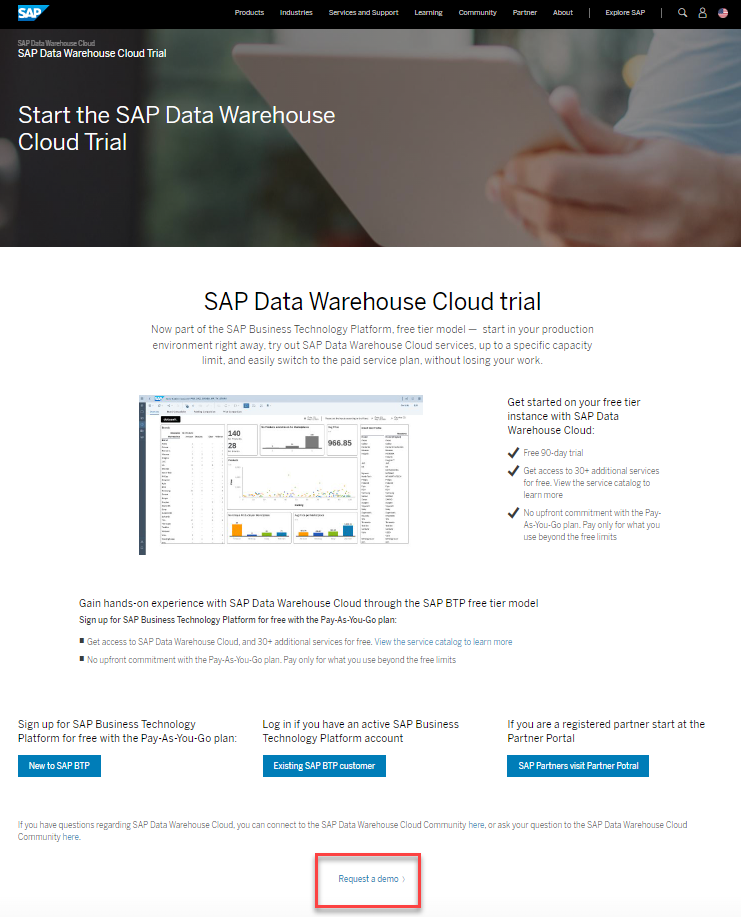 SAP
Products Industries Services and Support Learning Community Partner About Explore SAP
SAP Data Warehouse Cloud
SAP Data Warehouse Cloud Trial
Start the SAP Data Warehouse
Cloud Trial
SAP Data Warehouse Cloud trial
Now part of the SAP Business Technology Platform, free tier model — start in your production
environment right away, try out SAP Data Warehouse Cloud services, up to a specific capacity
limit, and easily switch to the paid service plan, without losing your work.
140
28
966.85
Get started on your free tier
instance with SAP Data
Warehouse Cloud:
Free 90-day trial
Get access to 30+ additional services
for free. View the service catalog to
learn more
No upfront commitment with the Pay-
As-You-Go plan. Pay only for what you
use beyond the free limits
Gain hands-on experience with SAP Data Warehouse Cloud through the SAP BTP free tier model
Sign up for SAP Business Technology Platform for free with the Pay-As-You-Go plan:
Get access to SAP Data Warehouse Cloud, and 30+ additional services for free. View the service catalog to learn more
No upfront commitment with the Pay-As-You-Go plan. Pay only for what you use beyond the free limits
Sign up for SAP Business Technology
Platform for free with the Pay-As-You-Go plan:
New to SAP BTP
Log in if you have an active SAP Business
Technology Platform account
Existing SAP BTP customer
If you are a registered partner start at the
Partner Portal
SAP Partners visit Partner Potral
If you have questions regarding SAP Data Warehouse Cloud, you can connect to the SAP Data Warehouse Cloud Community here, or ask your question to the SAP Data Warehouse Cloud
Community here.
Request a demo